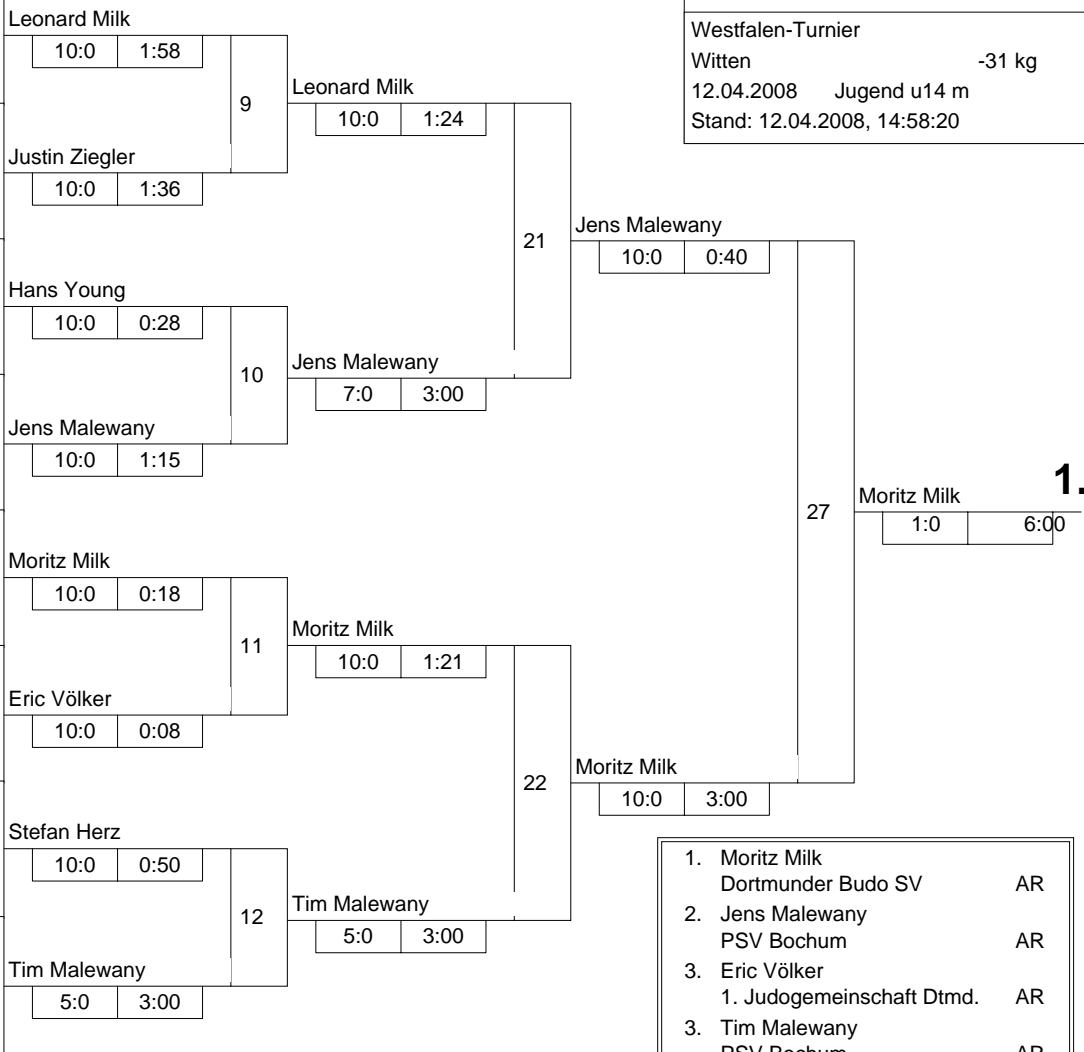 Westfalen-Turnier
Witten -31 kg
12.04.2008 Jugend u14 m
Stand: 12.04.2008, 14:58:20
Leonard Milk
10:0 1:58
9
Justin Ziegler
10:0 1:36
Leonard Milk
10:0 1:24
Hans Young
10:0 0:28
10
Jens Malewany
10:0 1:15
Jens Malewany
7:0 3:00
21
Jens Malewany
10:0 0:40
Moritz Milk
10:0 0:18
11
Eric Völker
10:0 0:08
Moritz Milk
10:0 1:21
Stefan Herz
10:0 0:50
12
Tim Malewany
5:0 3:00
Tim Malewany
5:0 3:00
22
Moritz Milk
10:0 3:00
27
Moritz Milk 1.
1:0 6:00
1. Moritz Milk
Dortmunder Budo SV AR
2. Jens Malewany
PSV Bochum AR
3. Eric Völker
1. Judogemeinschaft Dtmd. AR
3. Tim Malewany
PSV Bochum AR